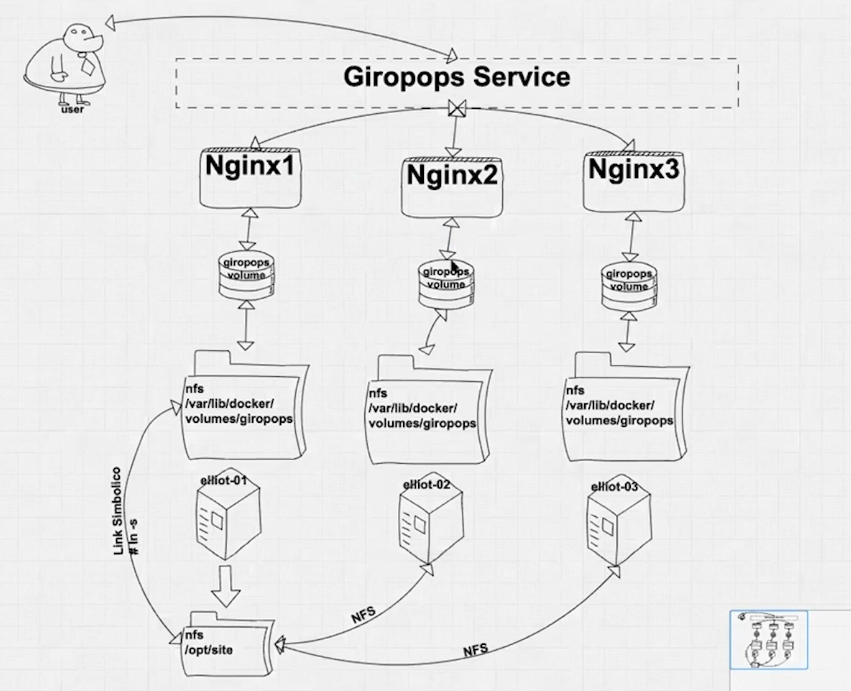 Giropops Service
user
Nginx1
Nginx2
Nginx3
giropops
volume
giropops
volume
giropops
volume
nfs
/var/lib/docker/
volumes/giropops
nfs
/var/lib/docker/
volumes/giropops
nfs
/var/lib/docker/
volumes/giropops
elliot-01
elliot-02
elliot-03
Link Simbolico
# ln -s
NFS
NFS
nfs
/opt/site